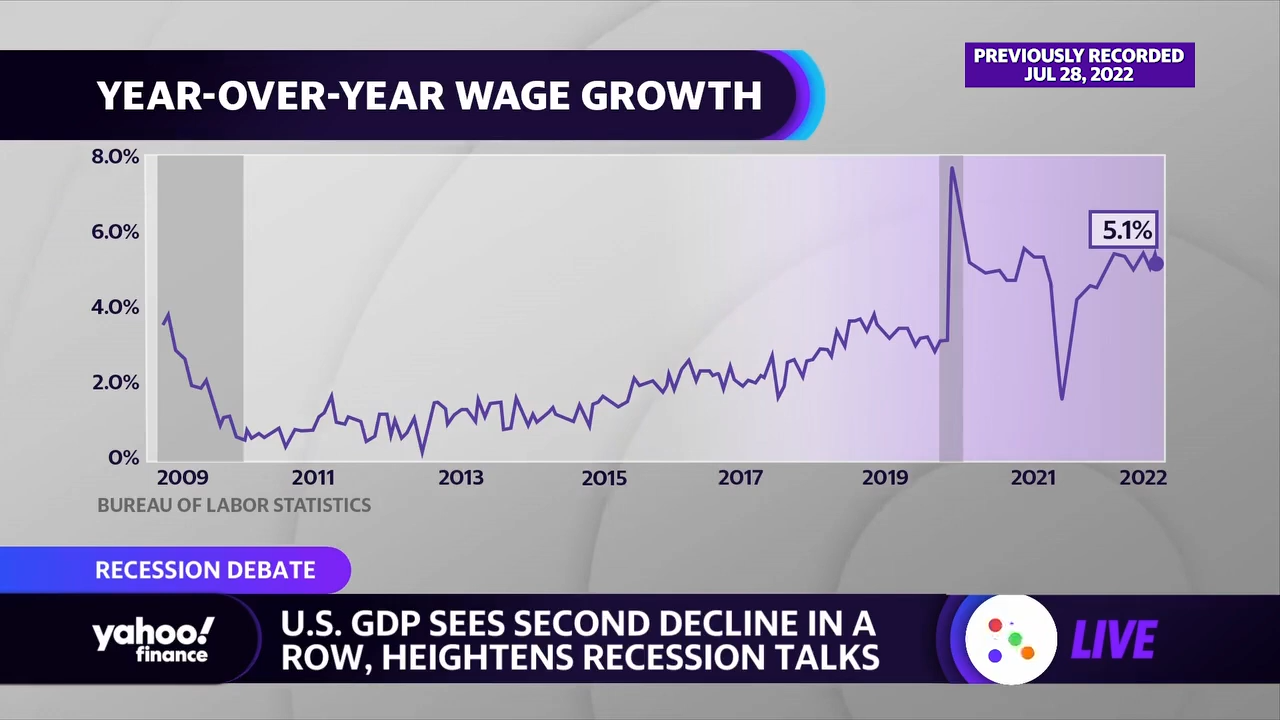 PREVIOUSLY RECORDED
JUL 28, 2022
YEAR-OVER-YEAR WAGE GROWTH
8.0%
6.0%
4.0%
2.0%
0%
5.1%
2009 2011 2013 2015 2017 2019 2021 2022
BUREAU OF LABOR STATISTICS
RECESSION DEBATE
yahoo!
finance
U.S. GDP SEES SECOND DECLINE IN A
ROW, HEIGHTENS RECESSION TALKS
LIVE